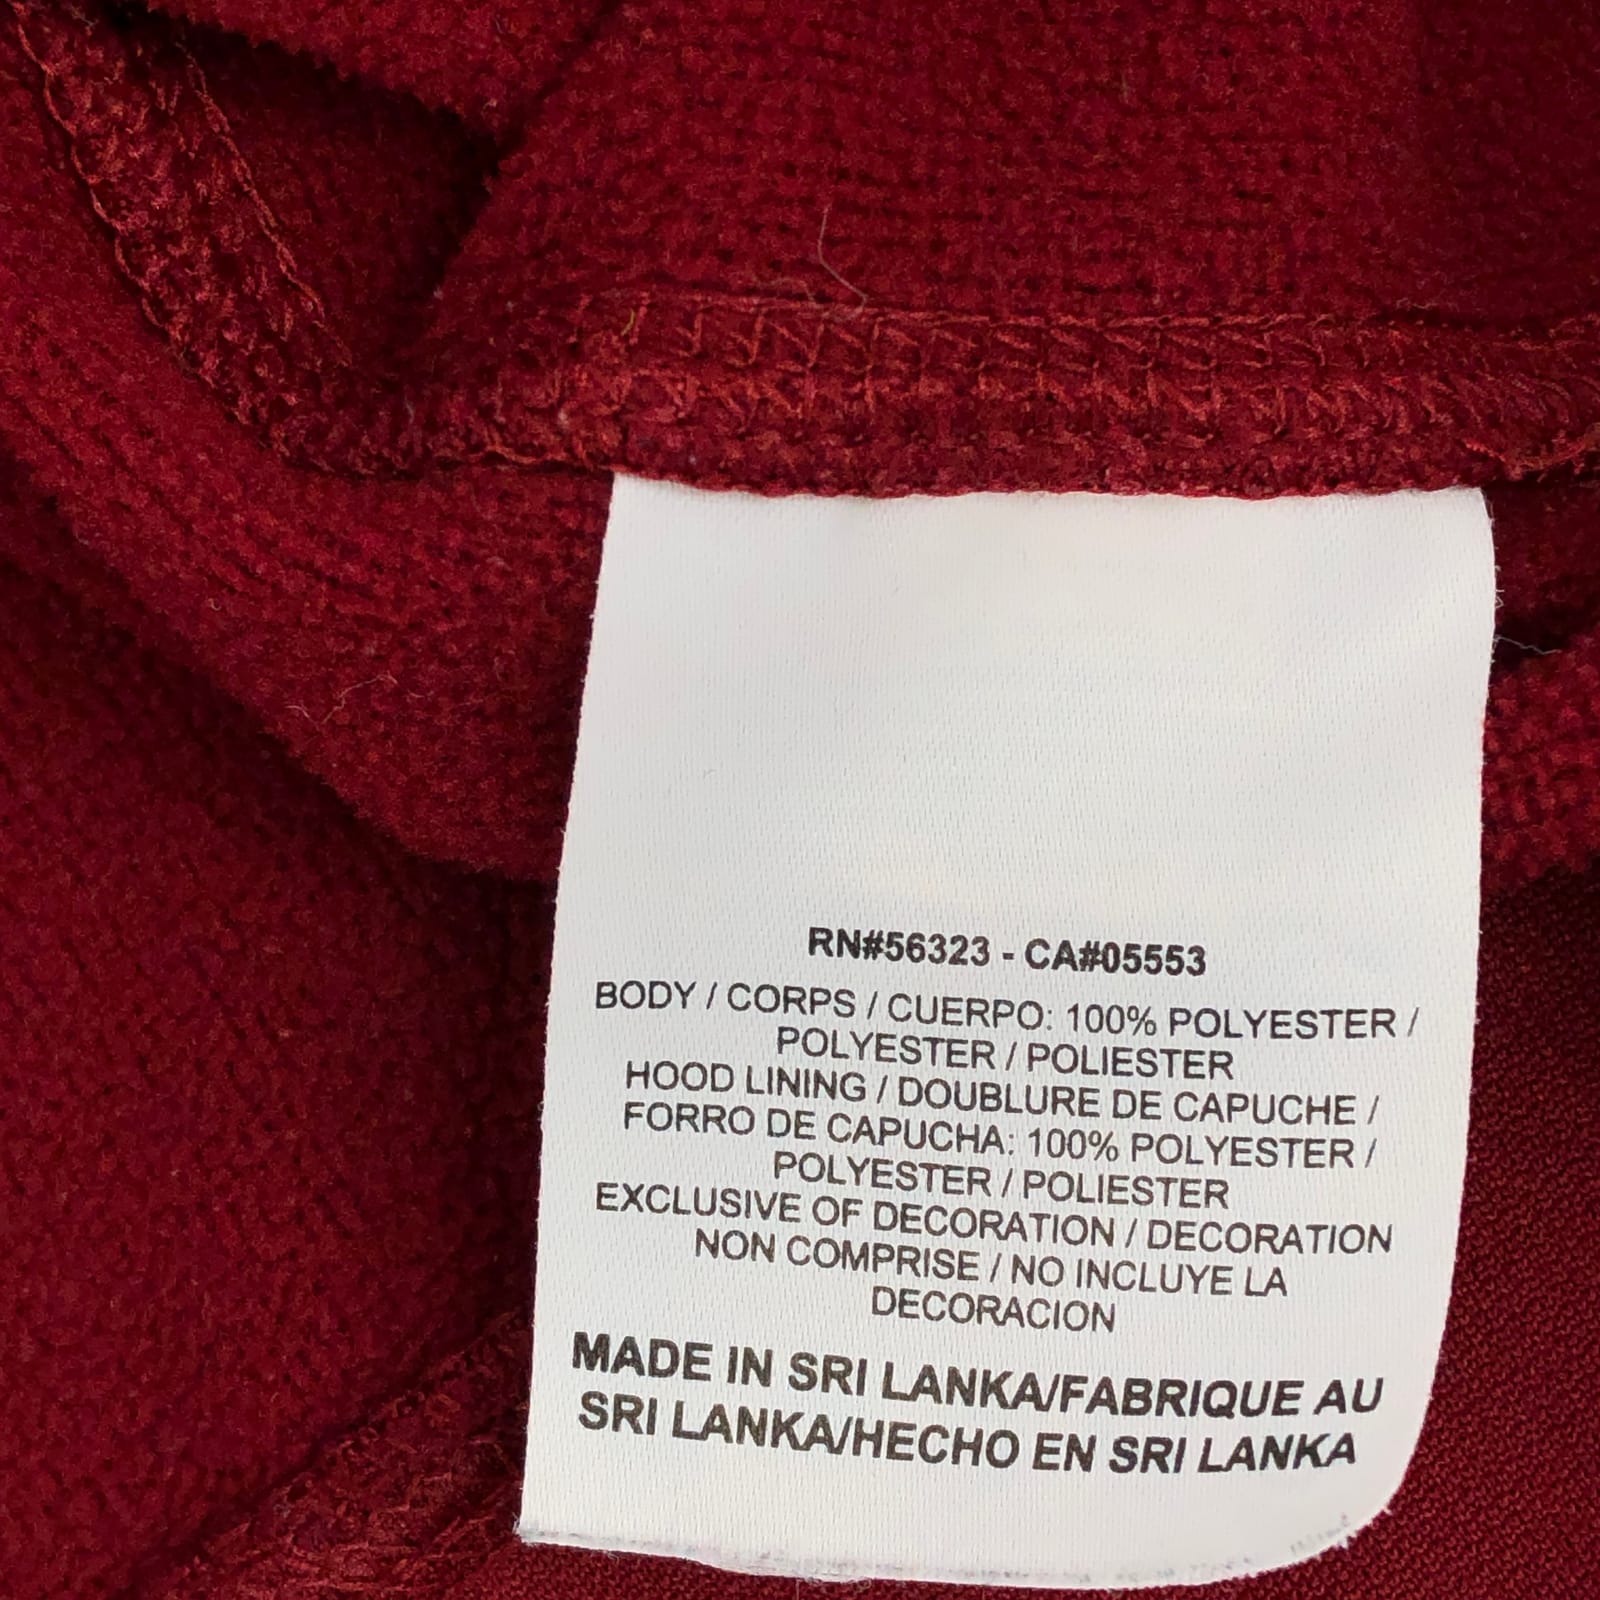 RN#56323 - CA#05553
BODY / CORPS / CUERPO: 100% POLYESTER /
POLYESTER / POLIESTER
HOOD LINING / DOUBLURE DE CAPUCHE /
FORRO DE CAPUCHA: 100% POLYESTER /
POLYESTER / POLIESTER
EXCLUSIVE OF DECORATION / DECORATION
NON COMPRISE / NO INCLUYE LA
DECORACION
MADE IN SRI LANKA/FABRIQUE AU
SRI LANKA/HECHO EN SRI LANKA